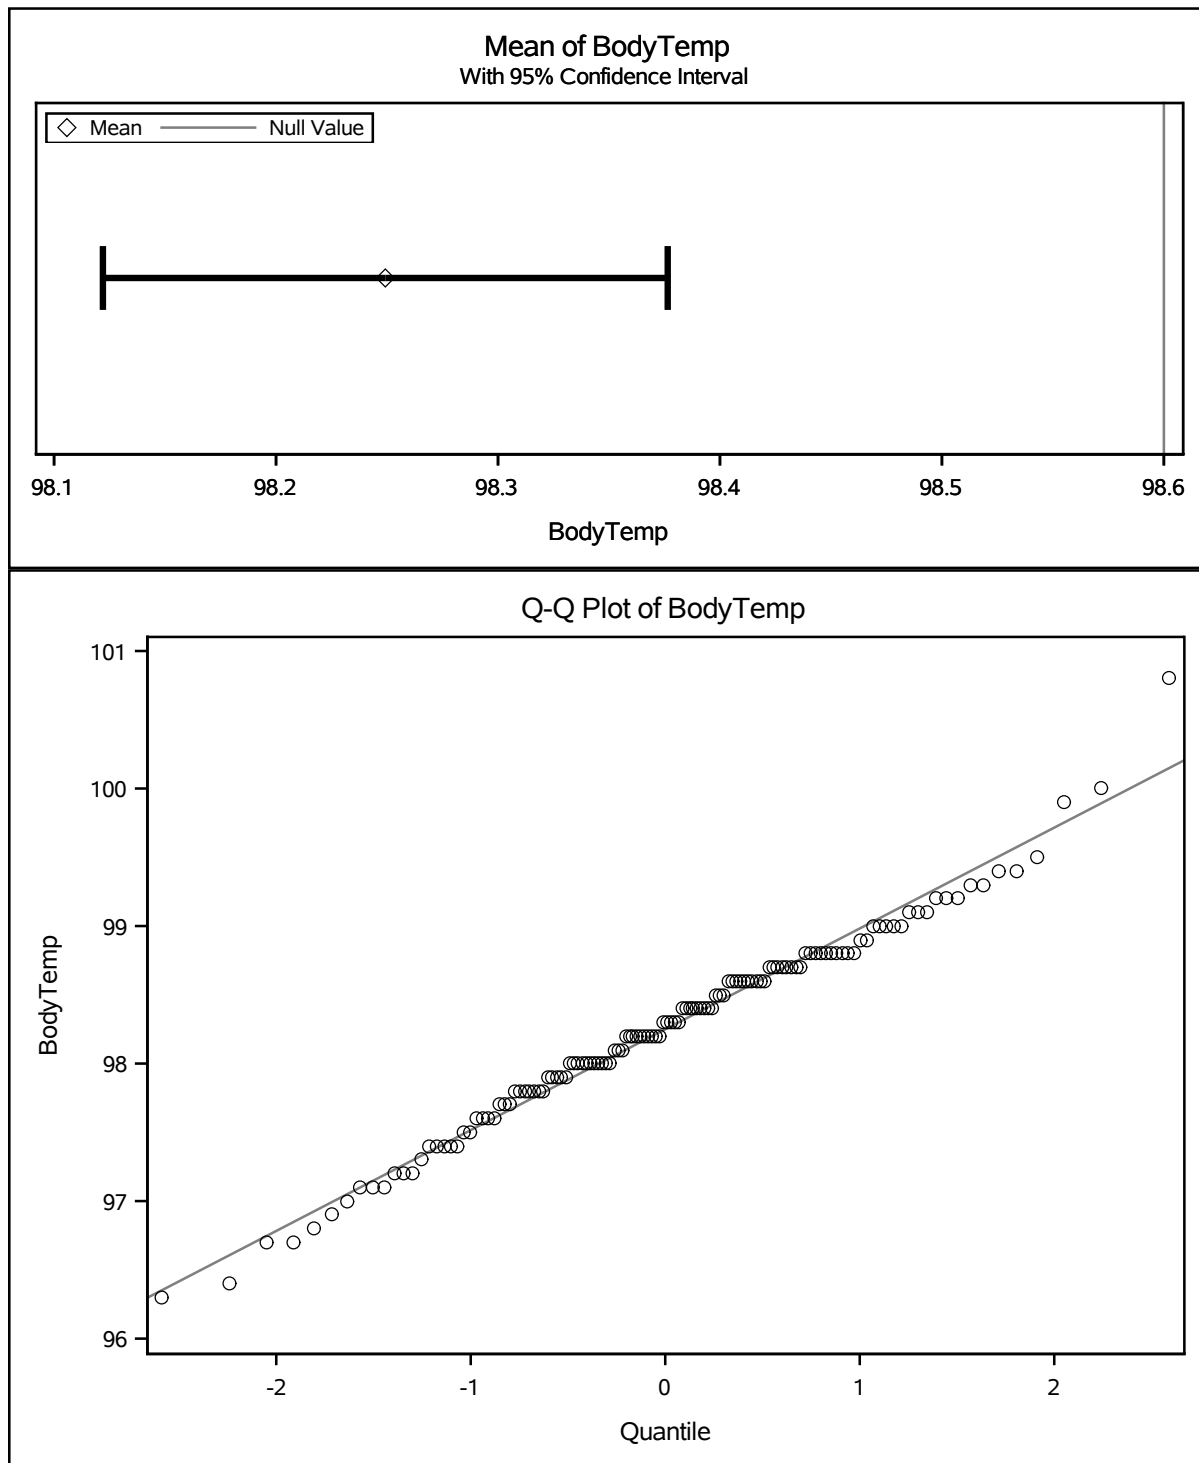 Mean of BodyTemp
With 95% Confidence Interval
Mean Null Value
98.1 98.2 98.3 98.4 98.5 98.6
BodyTemp
Q-Q Plot of BodyTemp
101
100
99
98
97
96
BodyTemp
-2 -1 0 1 2
Quantile